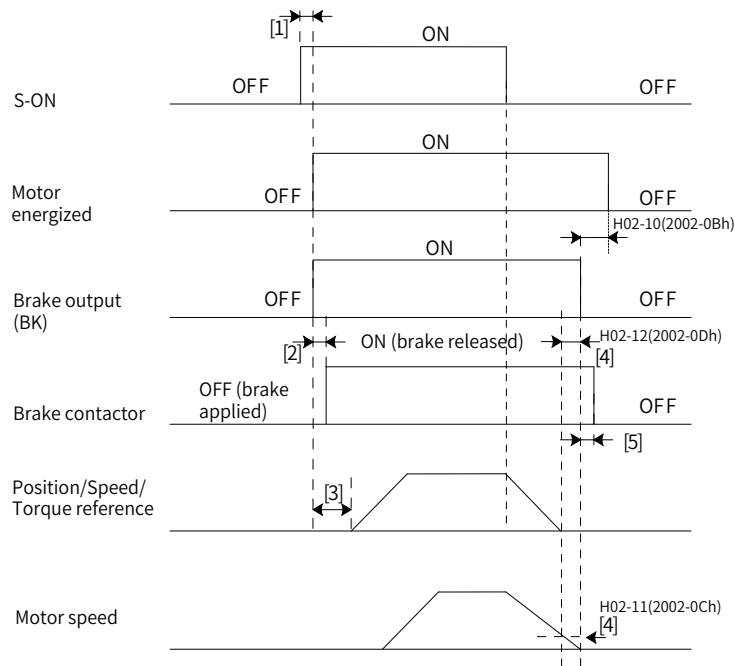 [1]
ON
S-ON
OFF
OFF
ON
Motor
energized
OFF
OFF
H02-10(2002-0Bh)
ON
Brake output
(BK)
OFF
OFF
[2]
ON (brake released)
H02-12(2002-0Dh)
[4]
OFF (brake
applied)
Brake contactor
OFF
[5]
Position/Speed/
Torque reference
[3]
H02-11(2002-0Ch)
[4]
Motor speed